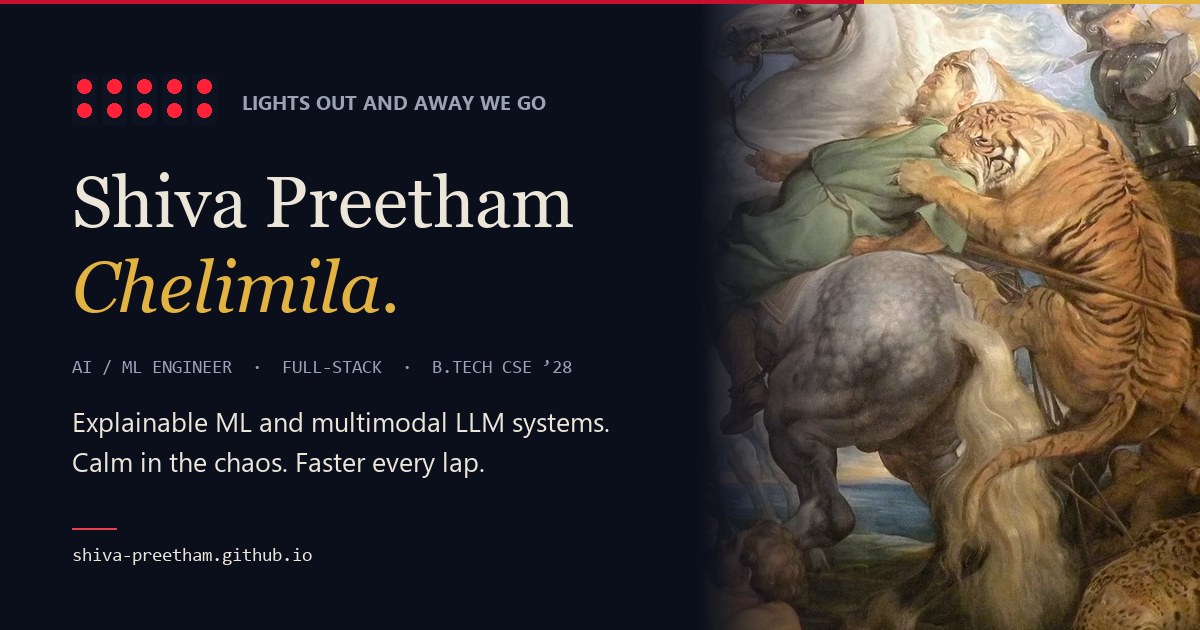 LIGHTS OUT AND AWAY WE GO
Shiva Preetham
Chelimila.
AI / ML ENGINEER · FULL-STACK · B.TECH CSE ’28
Explainable ML and multimodal LLM systems.
Calm in the chaos. Faster every lap.
shiva-preetham.github.io